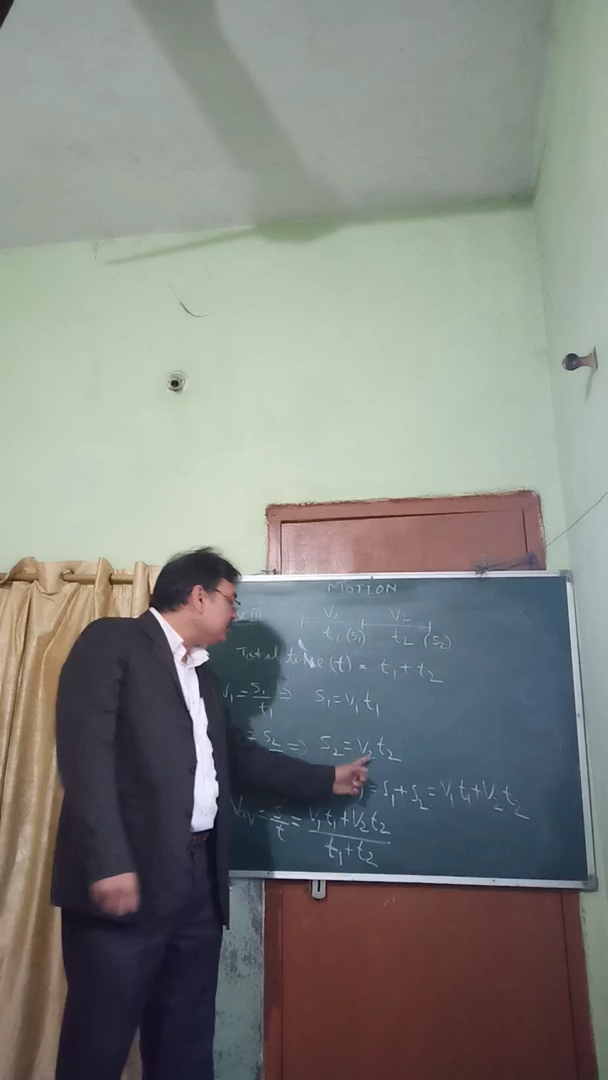 MOTION
V₁ V₂
t₁ (S₁) t₂ (S₂)
Total time (t) = t₁ + t₂
V₁ = S₁/t₁ ⇒ S₁ = V₁ t₁
= S₂ ⇒ S₂ = V₂ t₂
= S₁ + S₂ = V₁ t₁ + V₂ t₂
Vav = S/t = V₁ t₁ + V₂ t₂ / t₁ + t₂